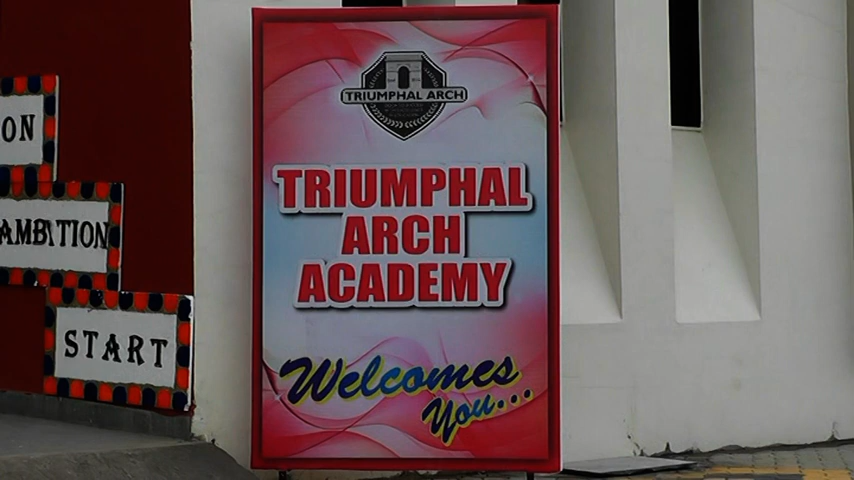 ON
AMBITION
START
TRIUMPHAL ARCH
TRIUMPHAL
ARCH
ACADEMY
Welcomes
You...